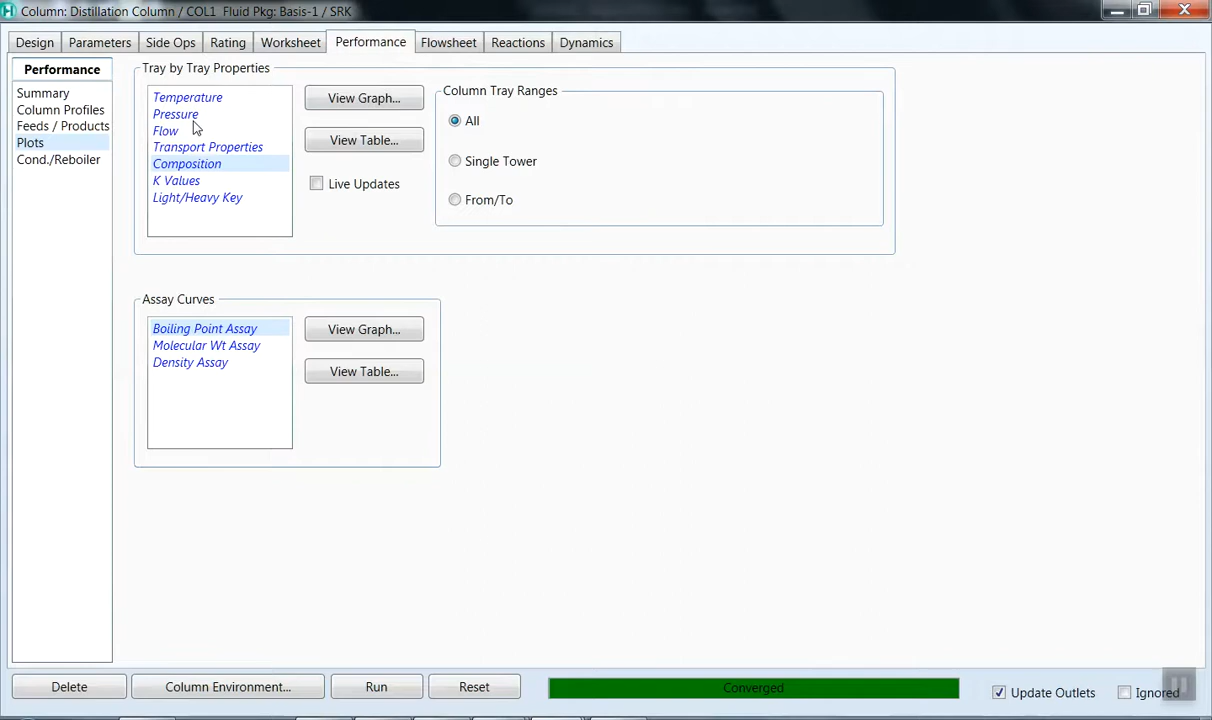 Column: Distillation Column / COL1 Fluid Pkg: Basis-1 / SRK
Design Parameters Side Ops Rating Worksheet Performance Flowsheet Reactions Dynamics
Performance
Summary
Column Profiles
Feeds / Products
Plots
Cond./Reboiler
Tray by Tray Properties
Temperature
Pressure
Flow
Transport Properties
Composition
K Values
Light/Heavy Key
View Graph...
View Table...
Live Updates
Column Tray Ranges
All
Single Tower
From/To
Assay Curves
Boiling Point Assay
Molecular Wt Assay
Density Assay
View Graph...
View Table...
Delete Column Environment... Run Reset Converged Update Outlets Ignored